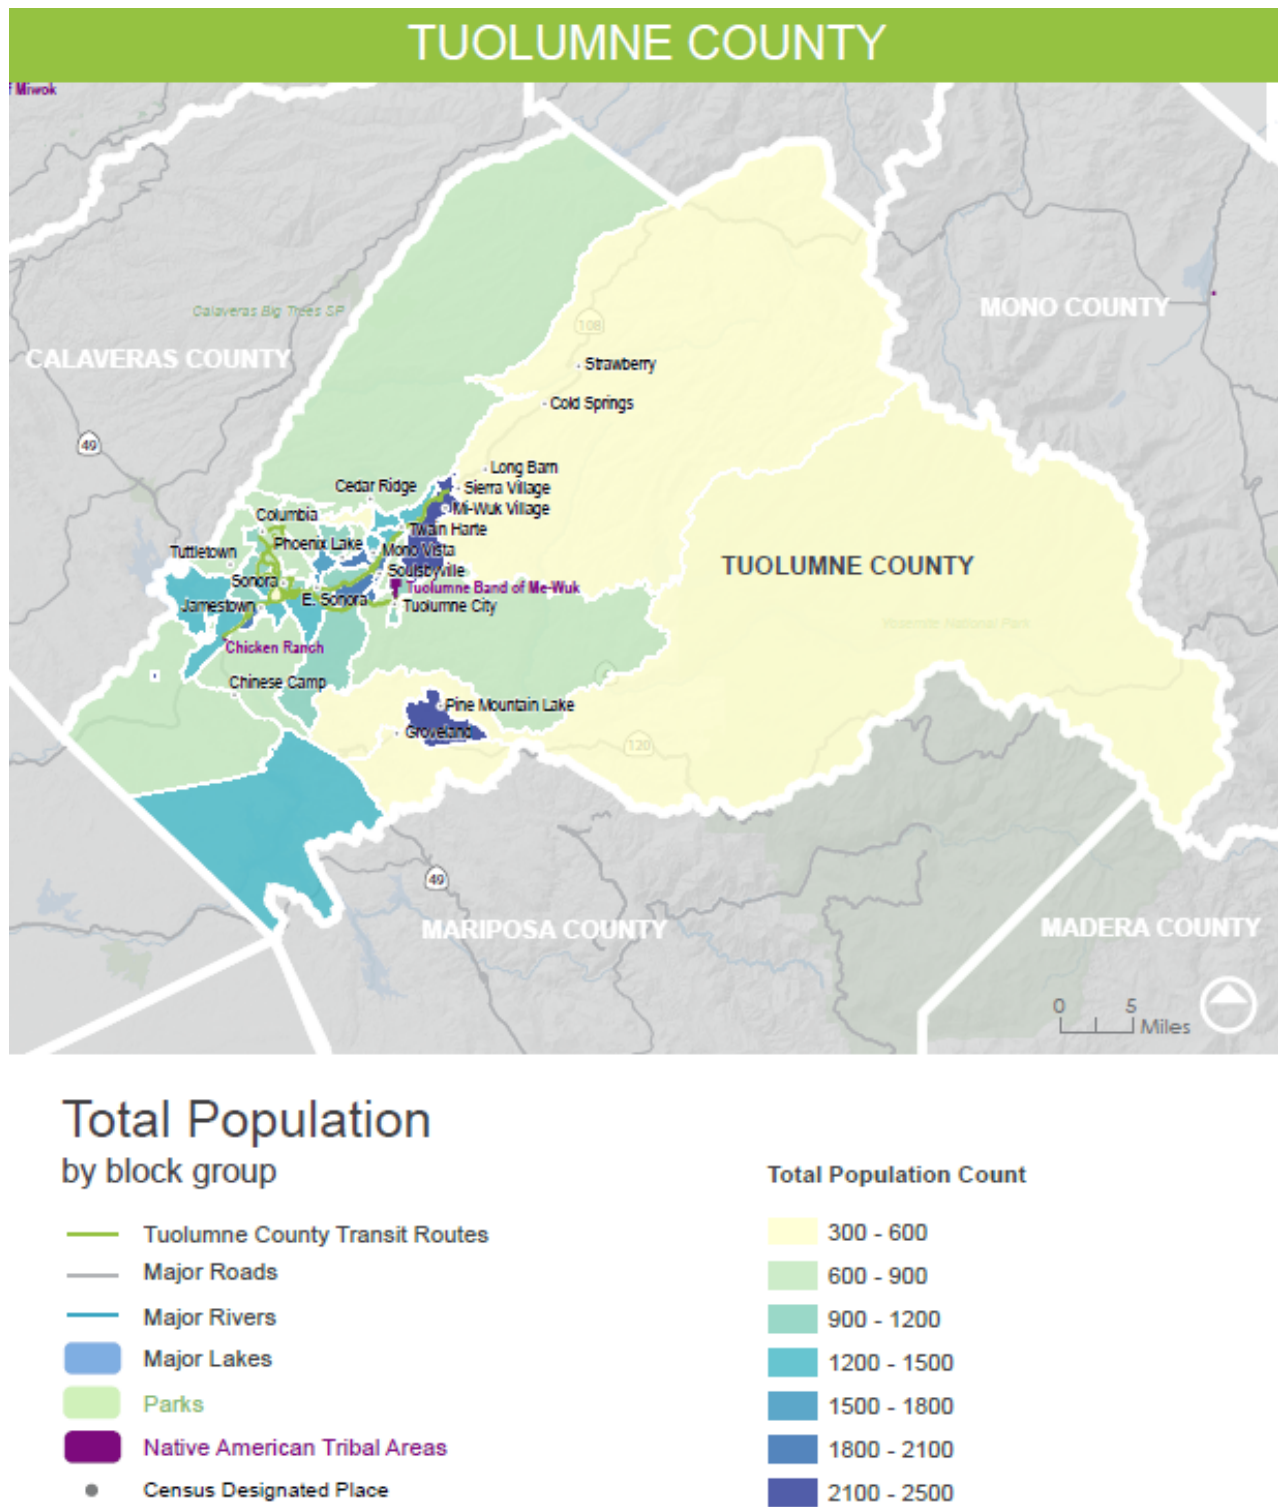 TUOLUMNE COUNTY
f Miwok
Calaveras Big Trees SP
MONO COUNTY
108
CALAVERAS COUNTY
Strawberry
Cold Springs
49
Long Barn
Cedar Ridge
Sierra Village
Mi-Wuk Village
Columbia
Twain Harte
Phoenix Lake
Mono Vista
Tuttletown
TUOLUMNE COUNTY
Soulsbyville
Sonora
Tuolumne Band of Me-Wuk
Jamestown
E. Sonora
Tuolumne City
Yosemite National Park
Chicken Ranch
Chinese Camp
Pine Mountain Lake
Groveland
120
49
MARIPOSA COUNTY
MADERA COUNTY
0 5
Miles
Total Population
by block group
Total Population Count
Tuolumne County Transit Routes
Major Roads
Major Rivers
Major Lakes
Parks
Native American Tribal Areas
Census Designated Place
300 - 600
600 - 900
900 - 1200
1200 - 1500
1500 - 1800
1800 - 2100
2100 - 2500